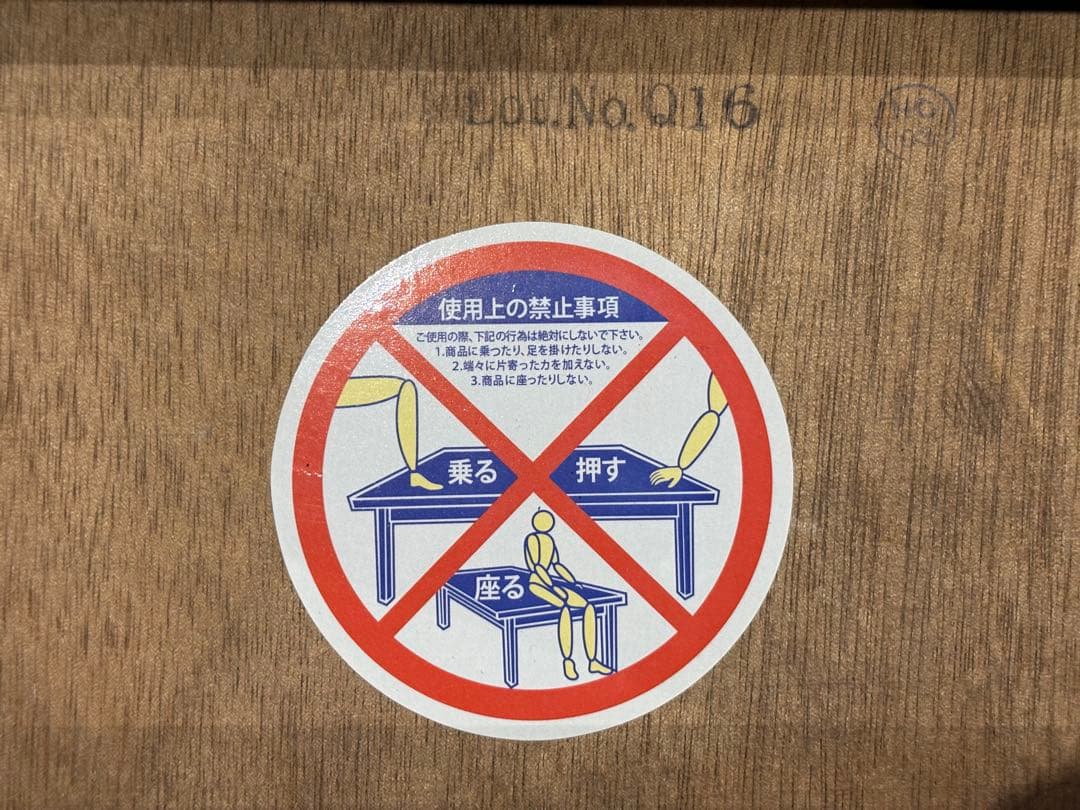 Lot.No.Q16
使用上の禁止事項
ご使用の際、下記の行為は絶対にしないで下さい。
1.商品に乗ったり、足を掛けたりしない。
2.端々に片寄った力を加えない。
3.商品に座ったりしない。
乗る
押す
座る